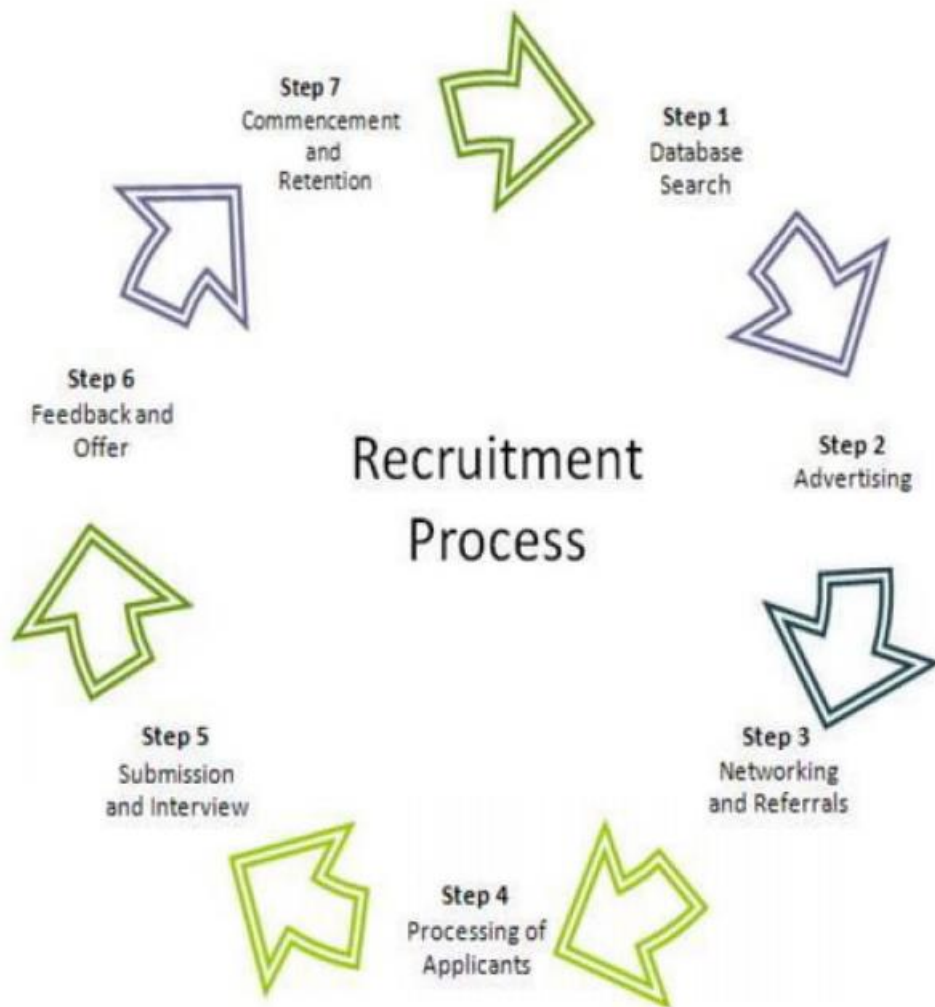 Step 7
Commencement
and
Retention
Step 1
Database
Search
Step 6
Feedback and
Offer
Recruitment
Process
Step 2
Advertising
Step 5
Submission
and Interview
Step 3
Networking
and Referrals
Step 4
Processing of
Applicants